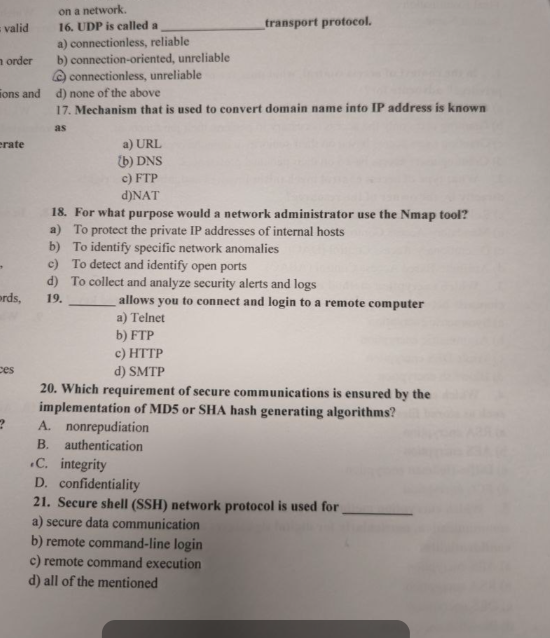 on a network.
valid
16. UDP is called a ____________ transport protocol.
a) connectionless, reliable
order
b) connection-oriented, unreliable
c) connectionless, unreliable
ions and
d) none of the above
17. Mechanism that is used to convert domain name into IP address is known
as
erate
a) URL
(b) DNS
c) FTP
d)NAT
18. For what purpose would a network administrator use the Nmap tool?
a) To protect the private IP addresses of internal hosts
b) To identify specific network anomalies
c) To detect and identify open ports
d) To collect and analyze security alerts and logs
ords,
19. _______ allows you to connect and login to a remote computer
a) Telnet
b) FTP
c) HTTP
ces
d) SMTP
20. Which requirement of secure communications is ensured by the
implementation of MD5 or SHA hash generating algorithms?
?
A. nonrepudiation
B. authentication
C. integrity
D. confidentiality
21. Secure shell (SSH) network protocol is used for __________
a) secure data communication
b) remote command-line login
c) remote command execution
d) all of the mentioned